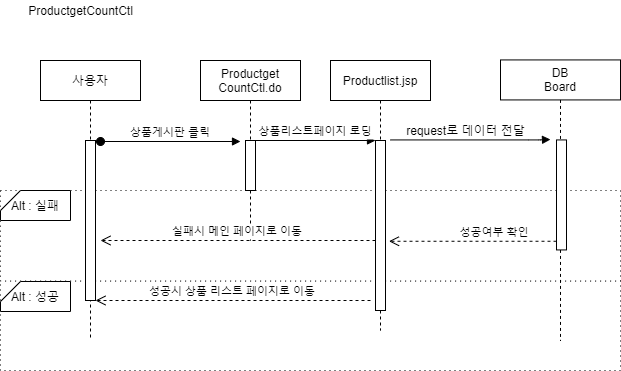 ProductgetCountCtl
사용자
Productget
CountCtl.do
Productlist.jsp
DB
Board
상품게시판 클릭
상품리스트페이지 로딩
request로 데이터 전달
Alt : 실패
실패시 메인 페이지로 이동
성공여부 확인
Alt : 성공
성공시 상품 리스트 페이지로 이동